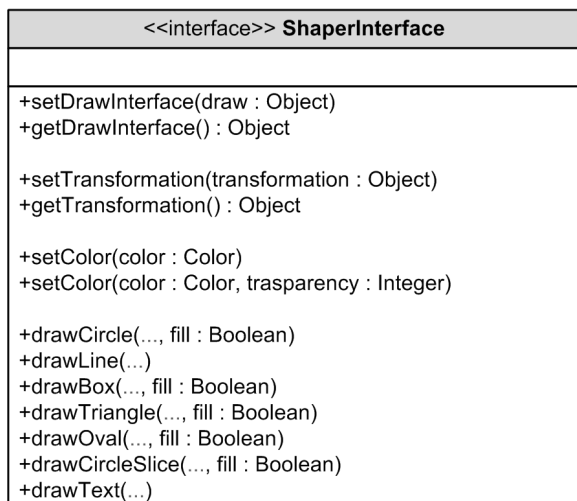 <<interface>> ShaperInterface
+setDrawInterface(draw : Object)
+getDrawInterface() : Object
+setTransformation(transformation : Object)
+getTransformation() : Object
+setColor(color : Color)
+setColor(color : Color, trasparency : Integer)
+drawCircle(..., fill : Boolean)
+drawLine(...)
+drawBox(..., fill : Boolean)
+drawTriangle(..., fill : Boolean)
+drawOval(..., fill : Boolean)
+drawCircleSlice(..., fill : Boolean)
+drawText(...)